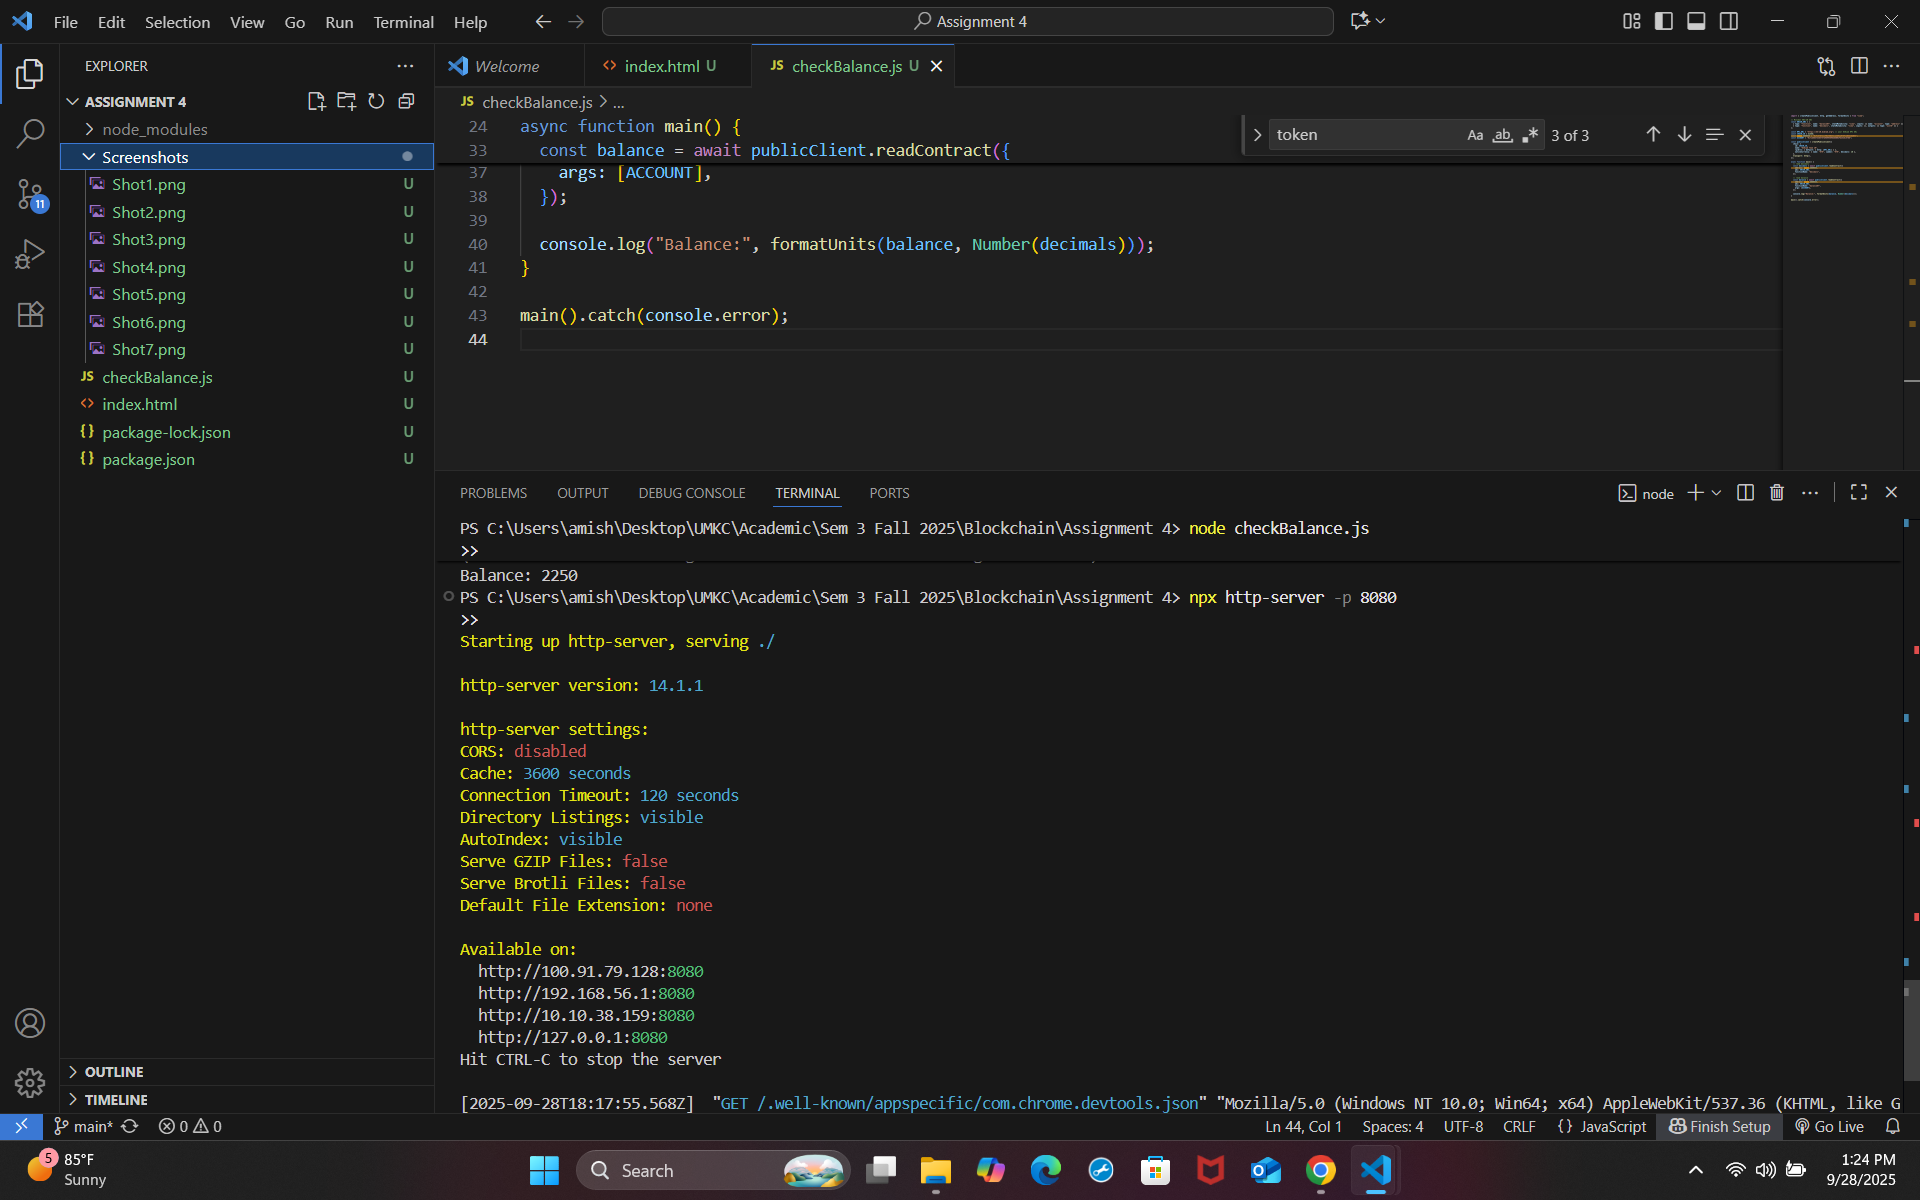 File Edit Selection View Go Run Terminal Help
Assignment 4
EXPLORER
ASSIGNMENT 4
node_modules
Screenshots
Shot1.png U
Shot2.png U
Shot3.png U
Shot4.png U
Shot5.png U
Shot6.png U
Shot7.png U
JS checkBalance.js U
<> index.html U
{} package-lock.json U
{} package.json U
OUTLINE
TIMELINE
11
Welcome
<> index.html U
JS checkBalance.js U
JS checkBalance.js > ...
token
Aa ab .*
3 of 3
24 async function main() {
33 const balance = await publicClient.readContract({
37 args: [ACCOUNT],
38 });
39
40 console.log("Balance:", formatUnits(balance, Number(decimals)));
41 }
42
43 main().catch(console.error);
44
PROBLEMS OUTPUT DEBUG CONSOLE TERMINAL PORTS
node
PS C:\Users\amish\Desktop\UMKC\Academic\Sem 3 Fall 2025\Blockchain\Assignment 4> node checkBalance.js
>>
Balance: 2250
PS C:\Users\amish\Desktop\UMKC\Academic\Sem 3 Fall 2025\Blockchain\Assignment 4> npx http-server -p 8080
>>
Starting up http-server, serving ./
http-server version: 14.1.1
http-server settings:
CORS: disabled
Cache: 3600 seconds
Connection Timeout: 120 seconds
Directory Listings: visible
AutoIndex: visible
Serve GZIP Files: false
Serve Brotli Files: false
Default File Extension: none
Available on:
http://100.91.79.128:8080
http://192.168.56.1:8080
http://10.10.38.159:8080
http://127.0.0.1:8080
Hit CTRL-C to stop the server
[2025-09-28T18:17:55.568Z] "GET /.well-known/appspecific/com.chrome.devtools.json" "Mozilla/5.0 (Windows NT 10.0; Win64; x64) AppleWebKit/537.36 (KHTML, like G
main* 0 0
Ln 44, Col 1 Spaces: 4 UTF-8 CRLF {} JavaScript Finish Setup Go Live
5
85°F
Sunny
Search
1:24 PM
9/28/2025